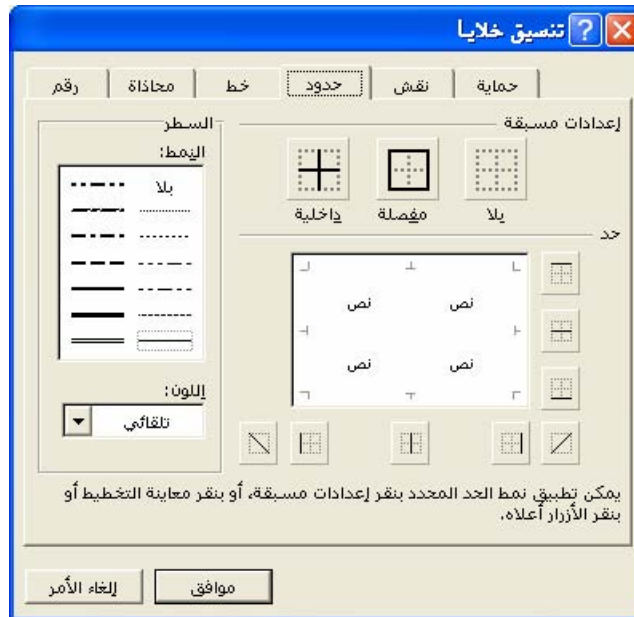 تنسيق خلايا
رقم
محاذاة
خط
حدود
نقش
حماية
إعدادات مسبقة
بلا
مفصلة
داخلية
حد
نص
نص
نص
نص
السطر
النمط:
بلا
اللون:
تلقائي
يمكن تطبيق نمط الحد المحدد بنقر إعدادات مسبقة، أو بنقر معاينة التخطيط أو
بنقر الأزرار أعلاه.
موافق
إلغاء الأمر